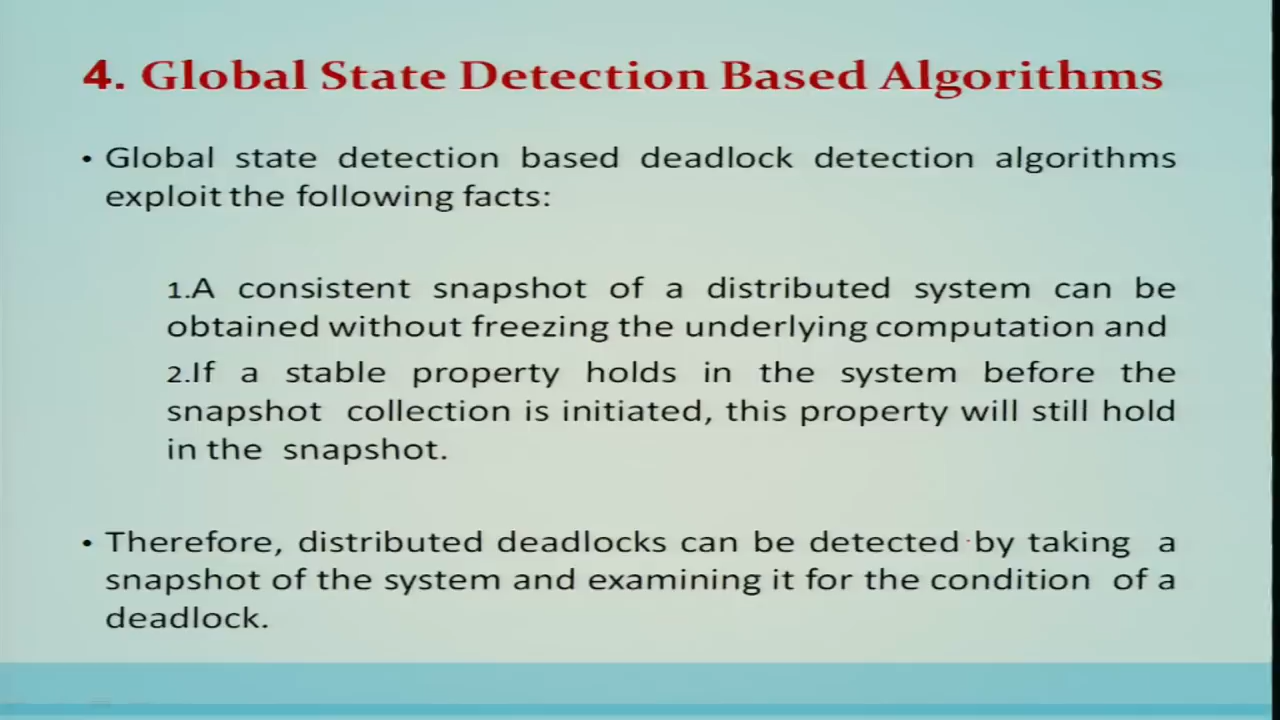 4. Global State Detection Based Algorithms
• Global state detection based deadlock detection algorithms
exploit the following facts:
1.A consistent snapshot of a distributed system can be
obtained without freezing the underlying computation and
2.If a stable property holds in the system before the
snapshot collection is initiated, this property will still hold
in the snapshot.
• Therefore, distributed deadlocks can be detected by taking a
snapshot of the system and examining it for the condition of a
deadlock.